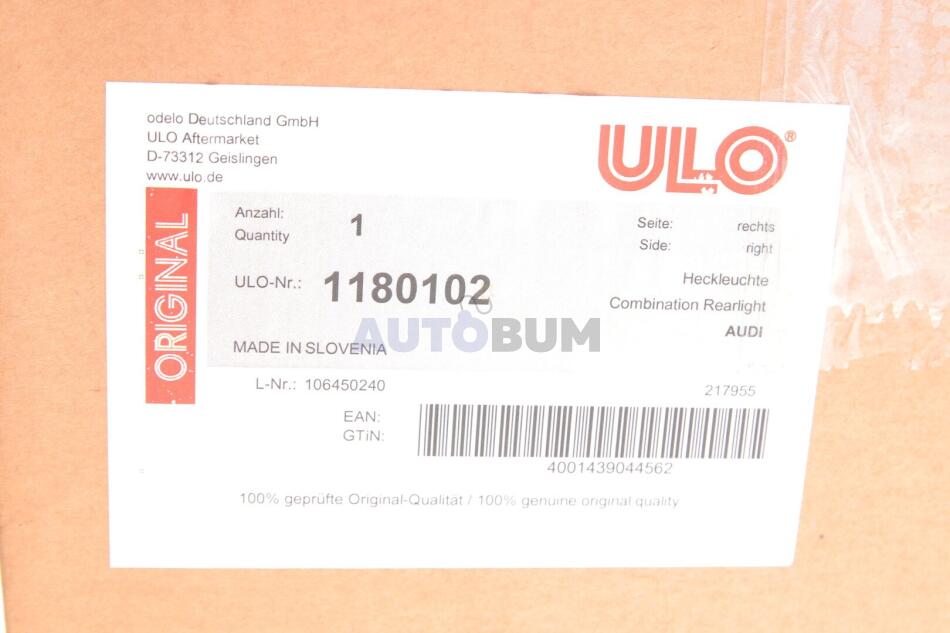 odelo Deutschland GmbH
ULO Aftermarket
D-73312 Geislingen
www.ulo.de
ULO®
ORIGINAL
Anzahl: 1
Quantity
Seite: rechts
Side: right
ULO-Nr.: 1180102
Heckleuchte
Combination Rearlight
AUDI
AUTOBUM
MADE IN SLOVENIA
L-Nr.: 106450240
217955
EAN:
GTiN:
4001439044562
100% geprüfte Original-Qualität / 100% genuine original quality